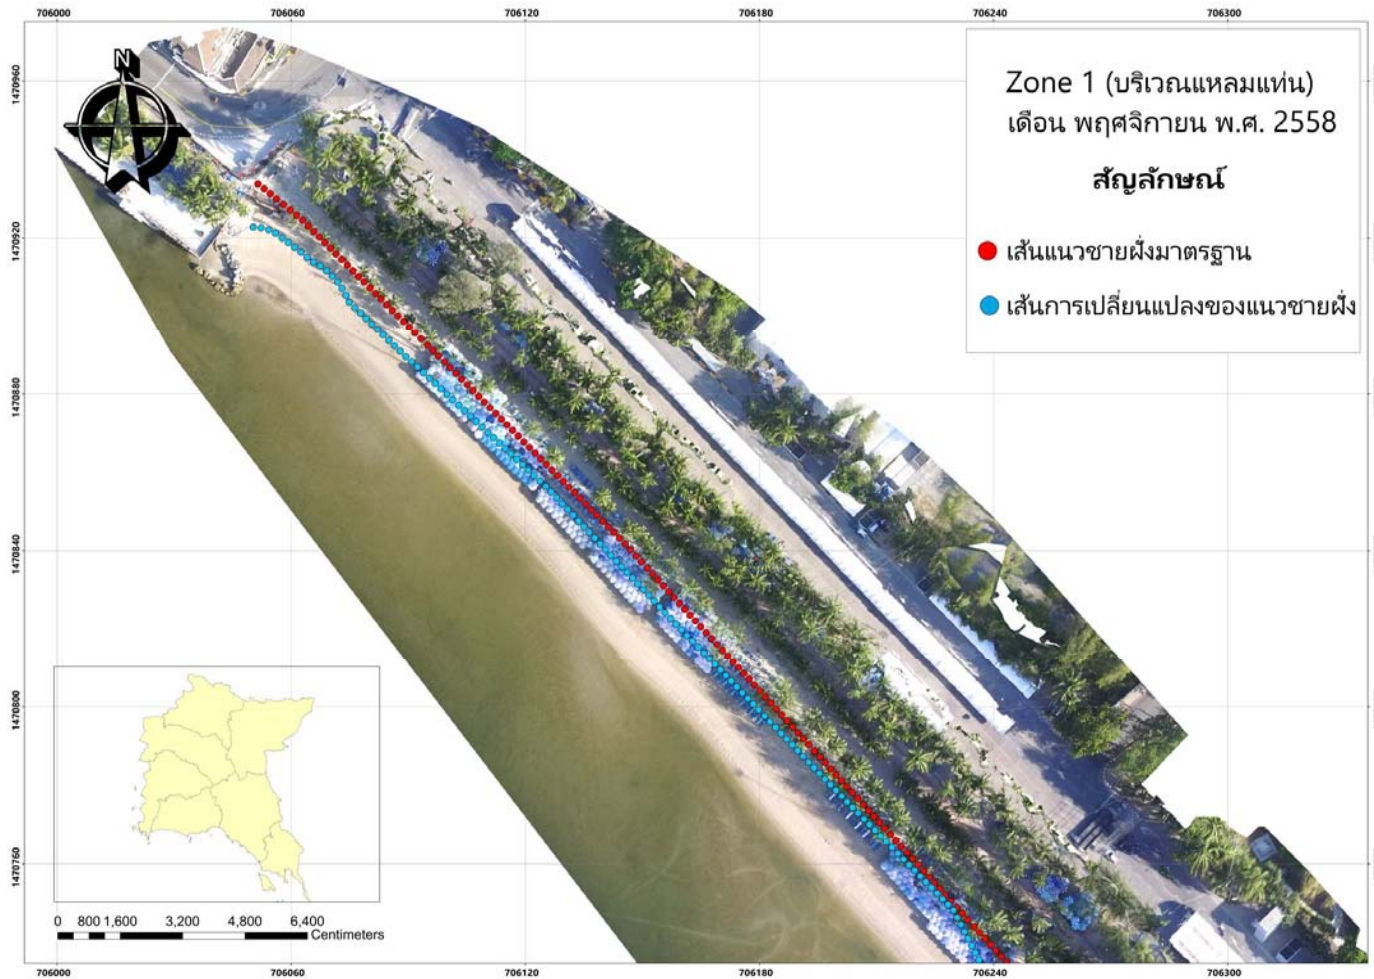 706000 706060 706120 706180 706240 706300
N
Zone 1 (บริเวณแหลมแท่น)
เดือน พฤศจิกายน พ.ศ. 2558
สัญลักษณ์
เส้นแนวชายฝั่งมาตรฐาน
เส้นการเปลี่ยนแปลงของแนวชายฝั่ง
1470960
1470920
1470880
1470840
1470800
1470760
0 800 1,600 3,200 4,800 6,400
Centimeters
706000 706060 706120 706180 706240 706300